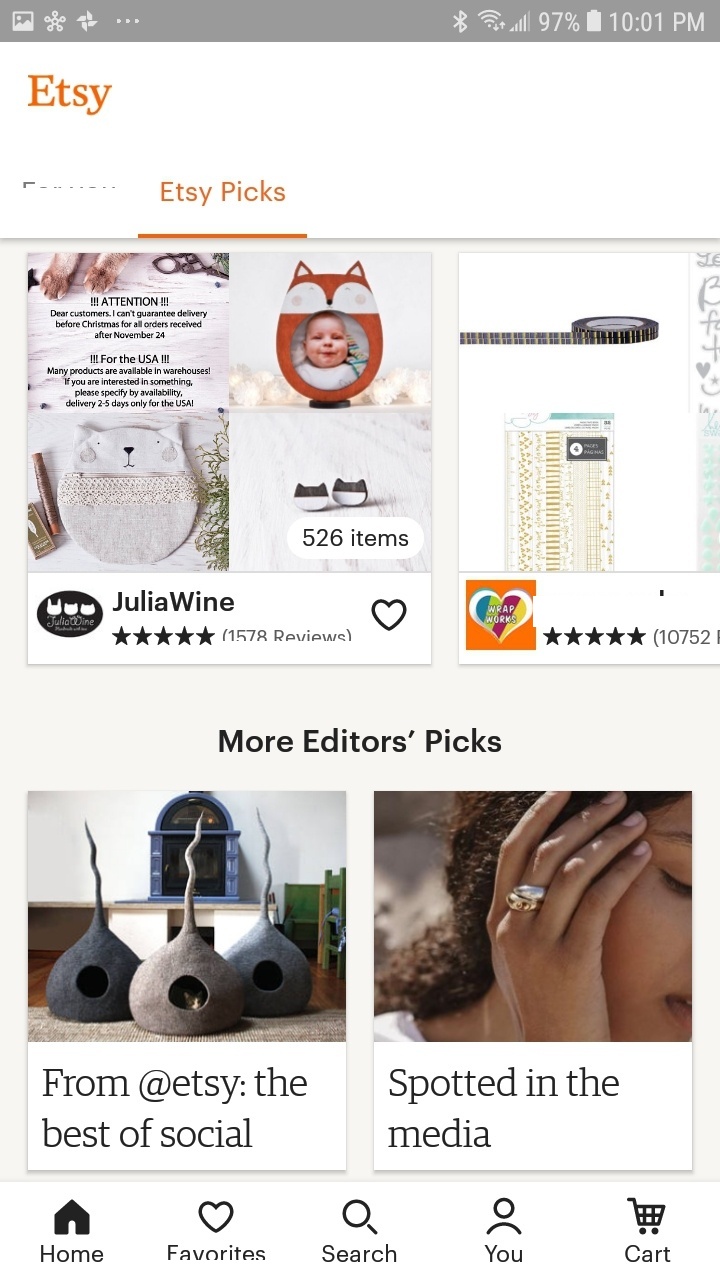 97% 10:01 PM
Etsy
Etsy Picks
!!! ATTENTION !!!
Dear customers. I can't guarantee delivery
before Christmas for all orders received
after November 24
!!! For the USA !!!
Many products are available in warehouses!
If you are interested in something,
please specify by availability,
delivery 2-5 days only for the USA!
526 items
JuliaWine
JuliaWine
(1578 Reviews)
WRAP
WORKS
(10752
More Editors’ Picks
From @etsy: the
best of social
Spotted in the
media
Home
Favorites
Search
You
Cart